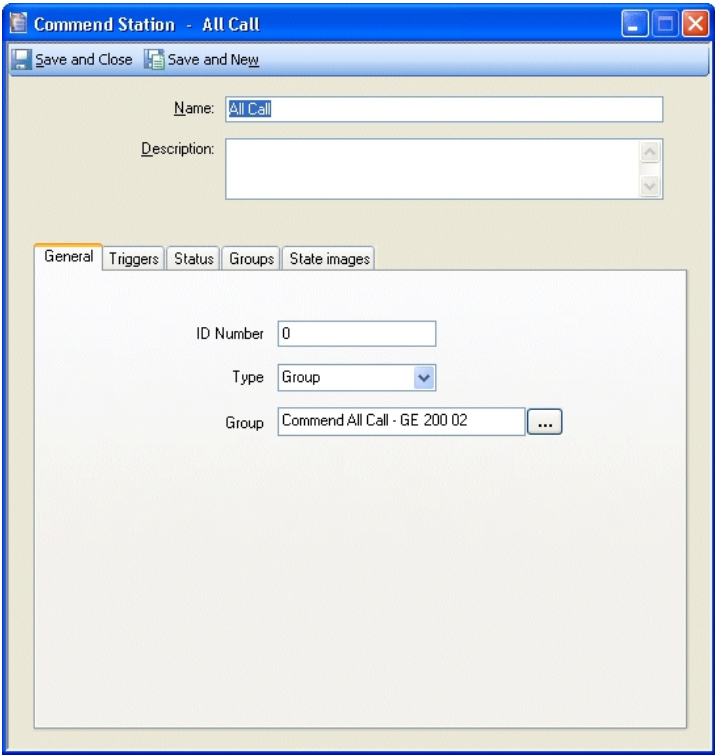 Commend Station - All Call
Save and Close Save and New
Name: All Call
Description:
General Triggers Status Groups State images
ID Number 0
Type Group
Group Commend All Call - GE 200 02 ...